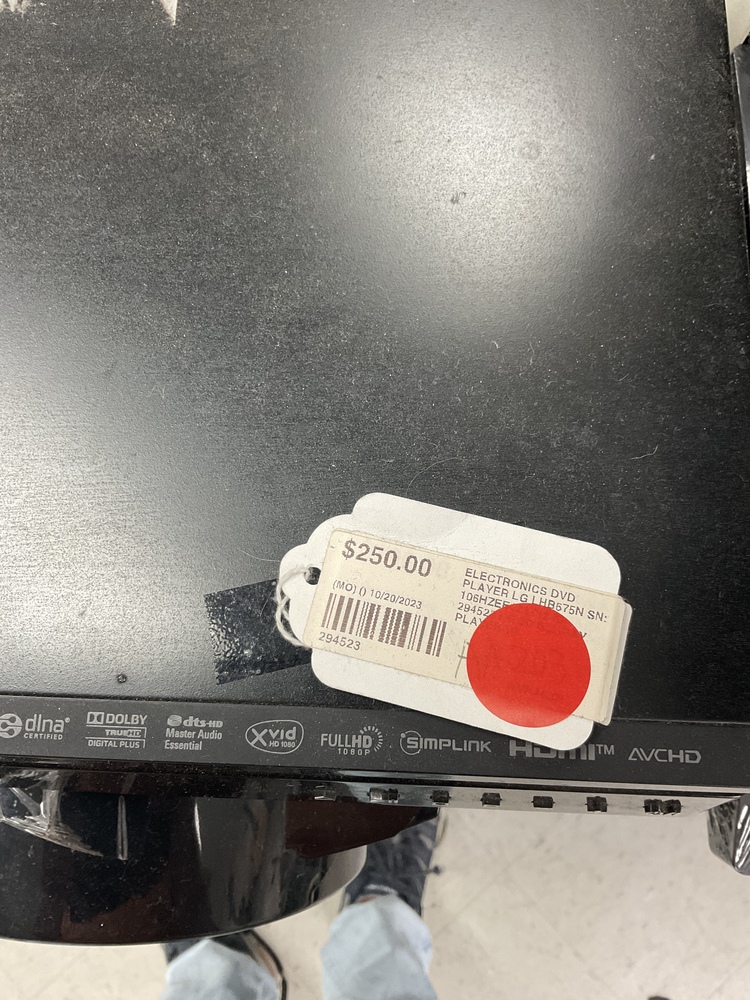 $250.00
(MO) () 10/20/2023
294523
ELECTRONICS DVD
PLAYER LG LHB675N SN:
dlna®
CERTIFIED
DOLBY
TRUEHD
DIGITAL PLUS
dts-HD
Master Audio
Essential
Xvid
HD 1080
FULLHD
1080P
SIMPLINK
HDMI™
AVCHD